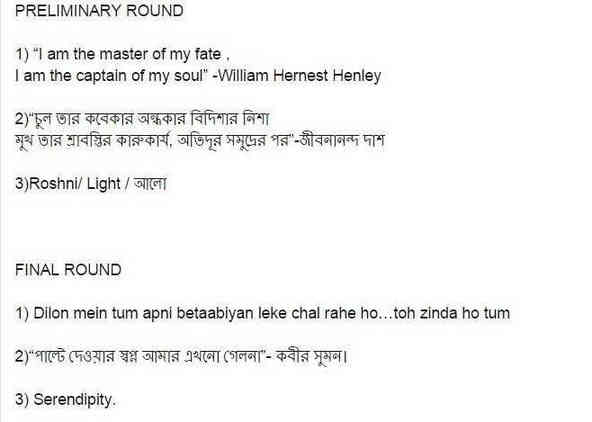 PRELIMINARY ROUND
1) “I am the master of my fate ,
I am the captain of my soul” -William Hernest Henley
2)“চুল তার কবেকার অন্ধকার বিদিশার নিশা
মুখ তার শ্রাবস্তির কারুকার্য, অতিদূর সমুদ্রের পর”-জীবনানন্দ দাশ
3)Roshni/ Light / আলো
FINAL ROUND
1) Dilon mein tum apni betaabiyan leke chal rahe ho…toh zinda ho tum
2)“পাল্টে দেওয়ার স্বপ্ন আমার এখনো গেলনা”- কবীর সুমন।
3) Serendipity.